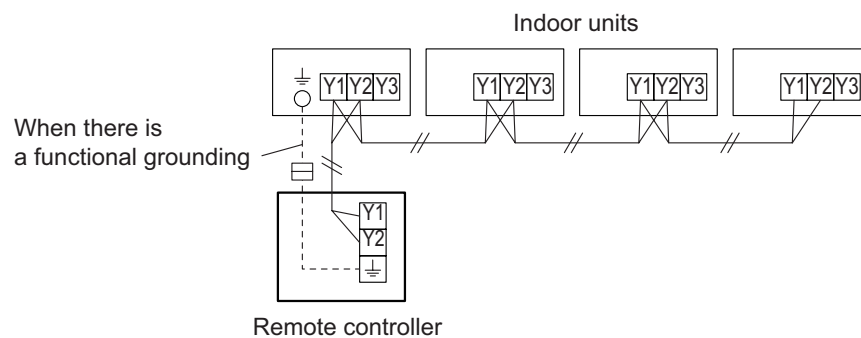 Indoor units
Y1 Y2 Y3 Y1 Y2 Y3 Y1 Y2 Y3 Y1 Y2 Y3
When there is
a functional grounding
Y1
Y2
Remote controller